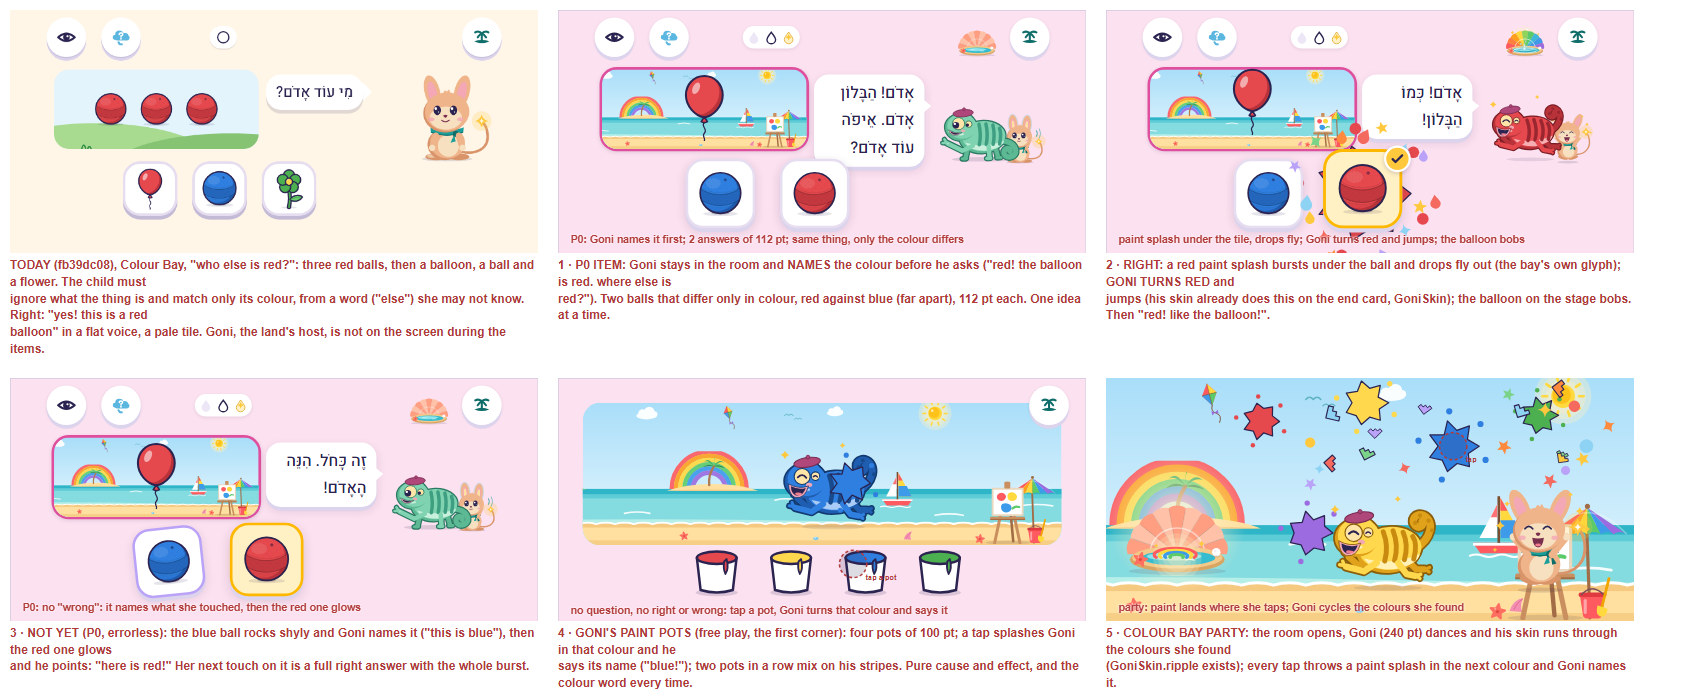 מִי עוֹד אָדֹם?
TODAY (fb39dc08), Colour Bay, "who else is red?": three red balls, then a balloon, a ball and
a flower. The child must
ignore what the thing is and match only its colour, from a word ("else") she may not know.
Right: "yes! this is a red
balloon" in a flat voice, a pale tile. Goni, the land's host, is not on the screen during the
items.
אָדֹם! הַבָּלוֹן
אָדֹם. אֵיפֹה
עוֹד אָדֹם?
P0: Goni names it first; 2 answers of 112 pt; same thing, only the colour differs
1 · P0 ITEM: Goni stays in the room and NAMES the colour before he asks ("red! the balloon
is red. where else is
red?"). Two balls that differ only in colour, red against blue (far apart), 112 pt each. One idea
at a time.
אָדֹם! כְּמוֹ
הַבָּלוֹן!
paint splash under the tile, drops fly; Goni turns red and jumps; the balloon bobs
2 · RIGHT: a red paint splash bursts under the ball and drops fly out (the bay's own glyph);
GONI TURNS RED and
jumps (his skin already does this on the end card, GoniSkin); the balloon on the stage bobs.
Then "red! like the balloon!".
זֶה כָּחֹל. הִנֵּה
הָאָדֹם!
P0: no "wrong": it names what she touched, then the red one glows
3 · NOT YET (P0, errorless): the blue ball rocks shyly and Goni names it ("this is blue"), then
the red one glows
and he points: "here is red!" Her next touch on it is a full right answer with the whole burst.
tap a pot
no question, no right or wrong: tap a pot, Goni turns that colour and says it
4 · GONI'S PAINT POTS (free play, the first corner): four pots of 100 pt; a tap splashes Goni
in that colour and he
says its name ("blue!"); two pots in a row mix on his stripes. Pure cause and effect, and the
colour word every time.
tap
party: paint lands where she taps; Goni cycles the colours she found
5 · COLOUR BAY PARTY: the room opens, Goni (240 pt) dances and his skin runs through
the colours she found
(GoniSkin.ripple exists); every tap throws a paint splash in the next colour and Goni names
it.